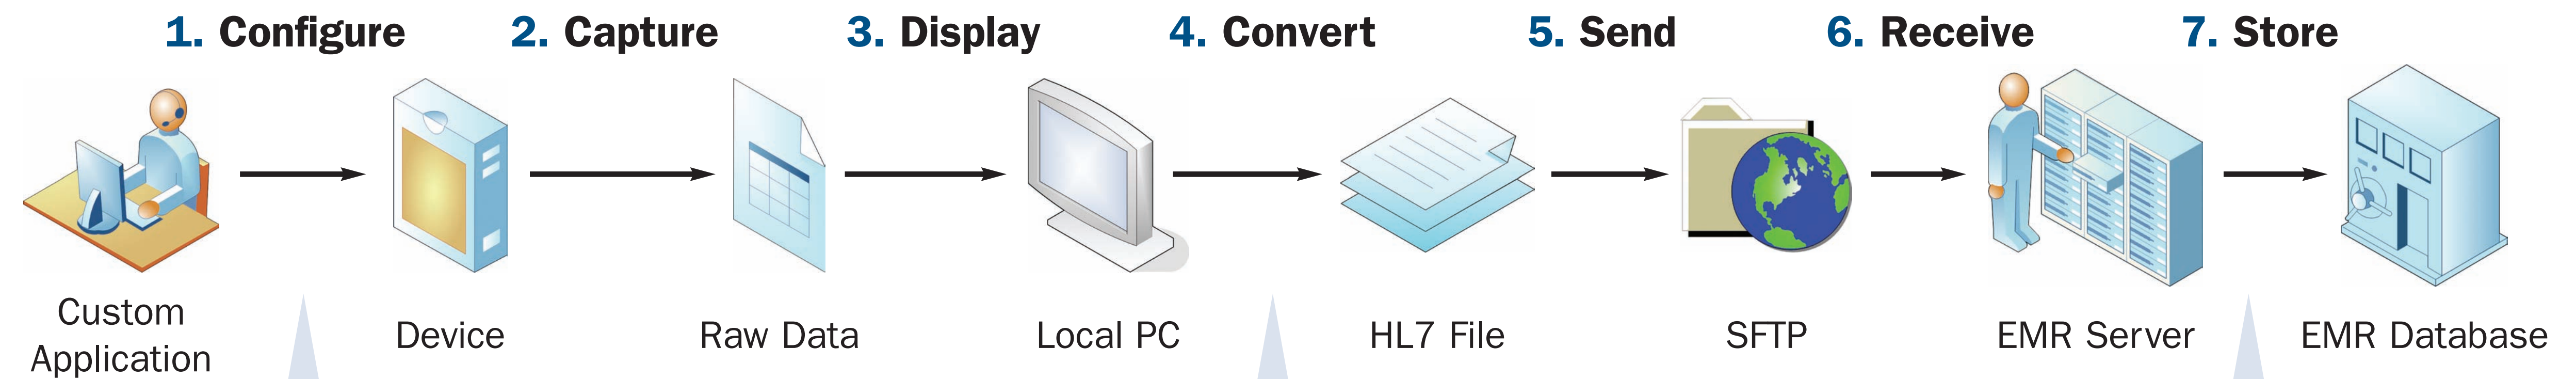 1. Configure
2. Capture
3. Display
4. Convert
5. Send
6. Receive
7. Store
Custom
Application
Device
Raw Data
Local PC
HL7 File
SFTP
EMR Server
EMR Database